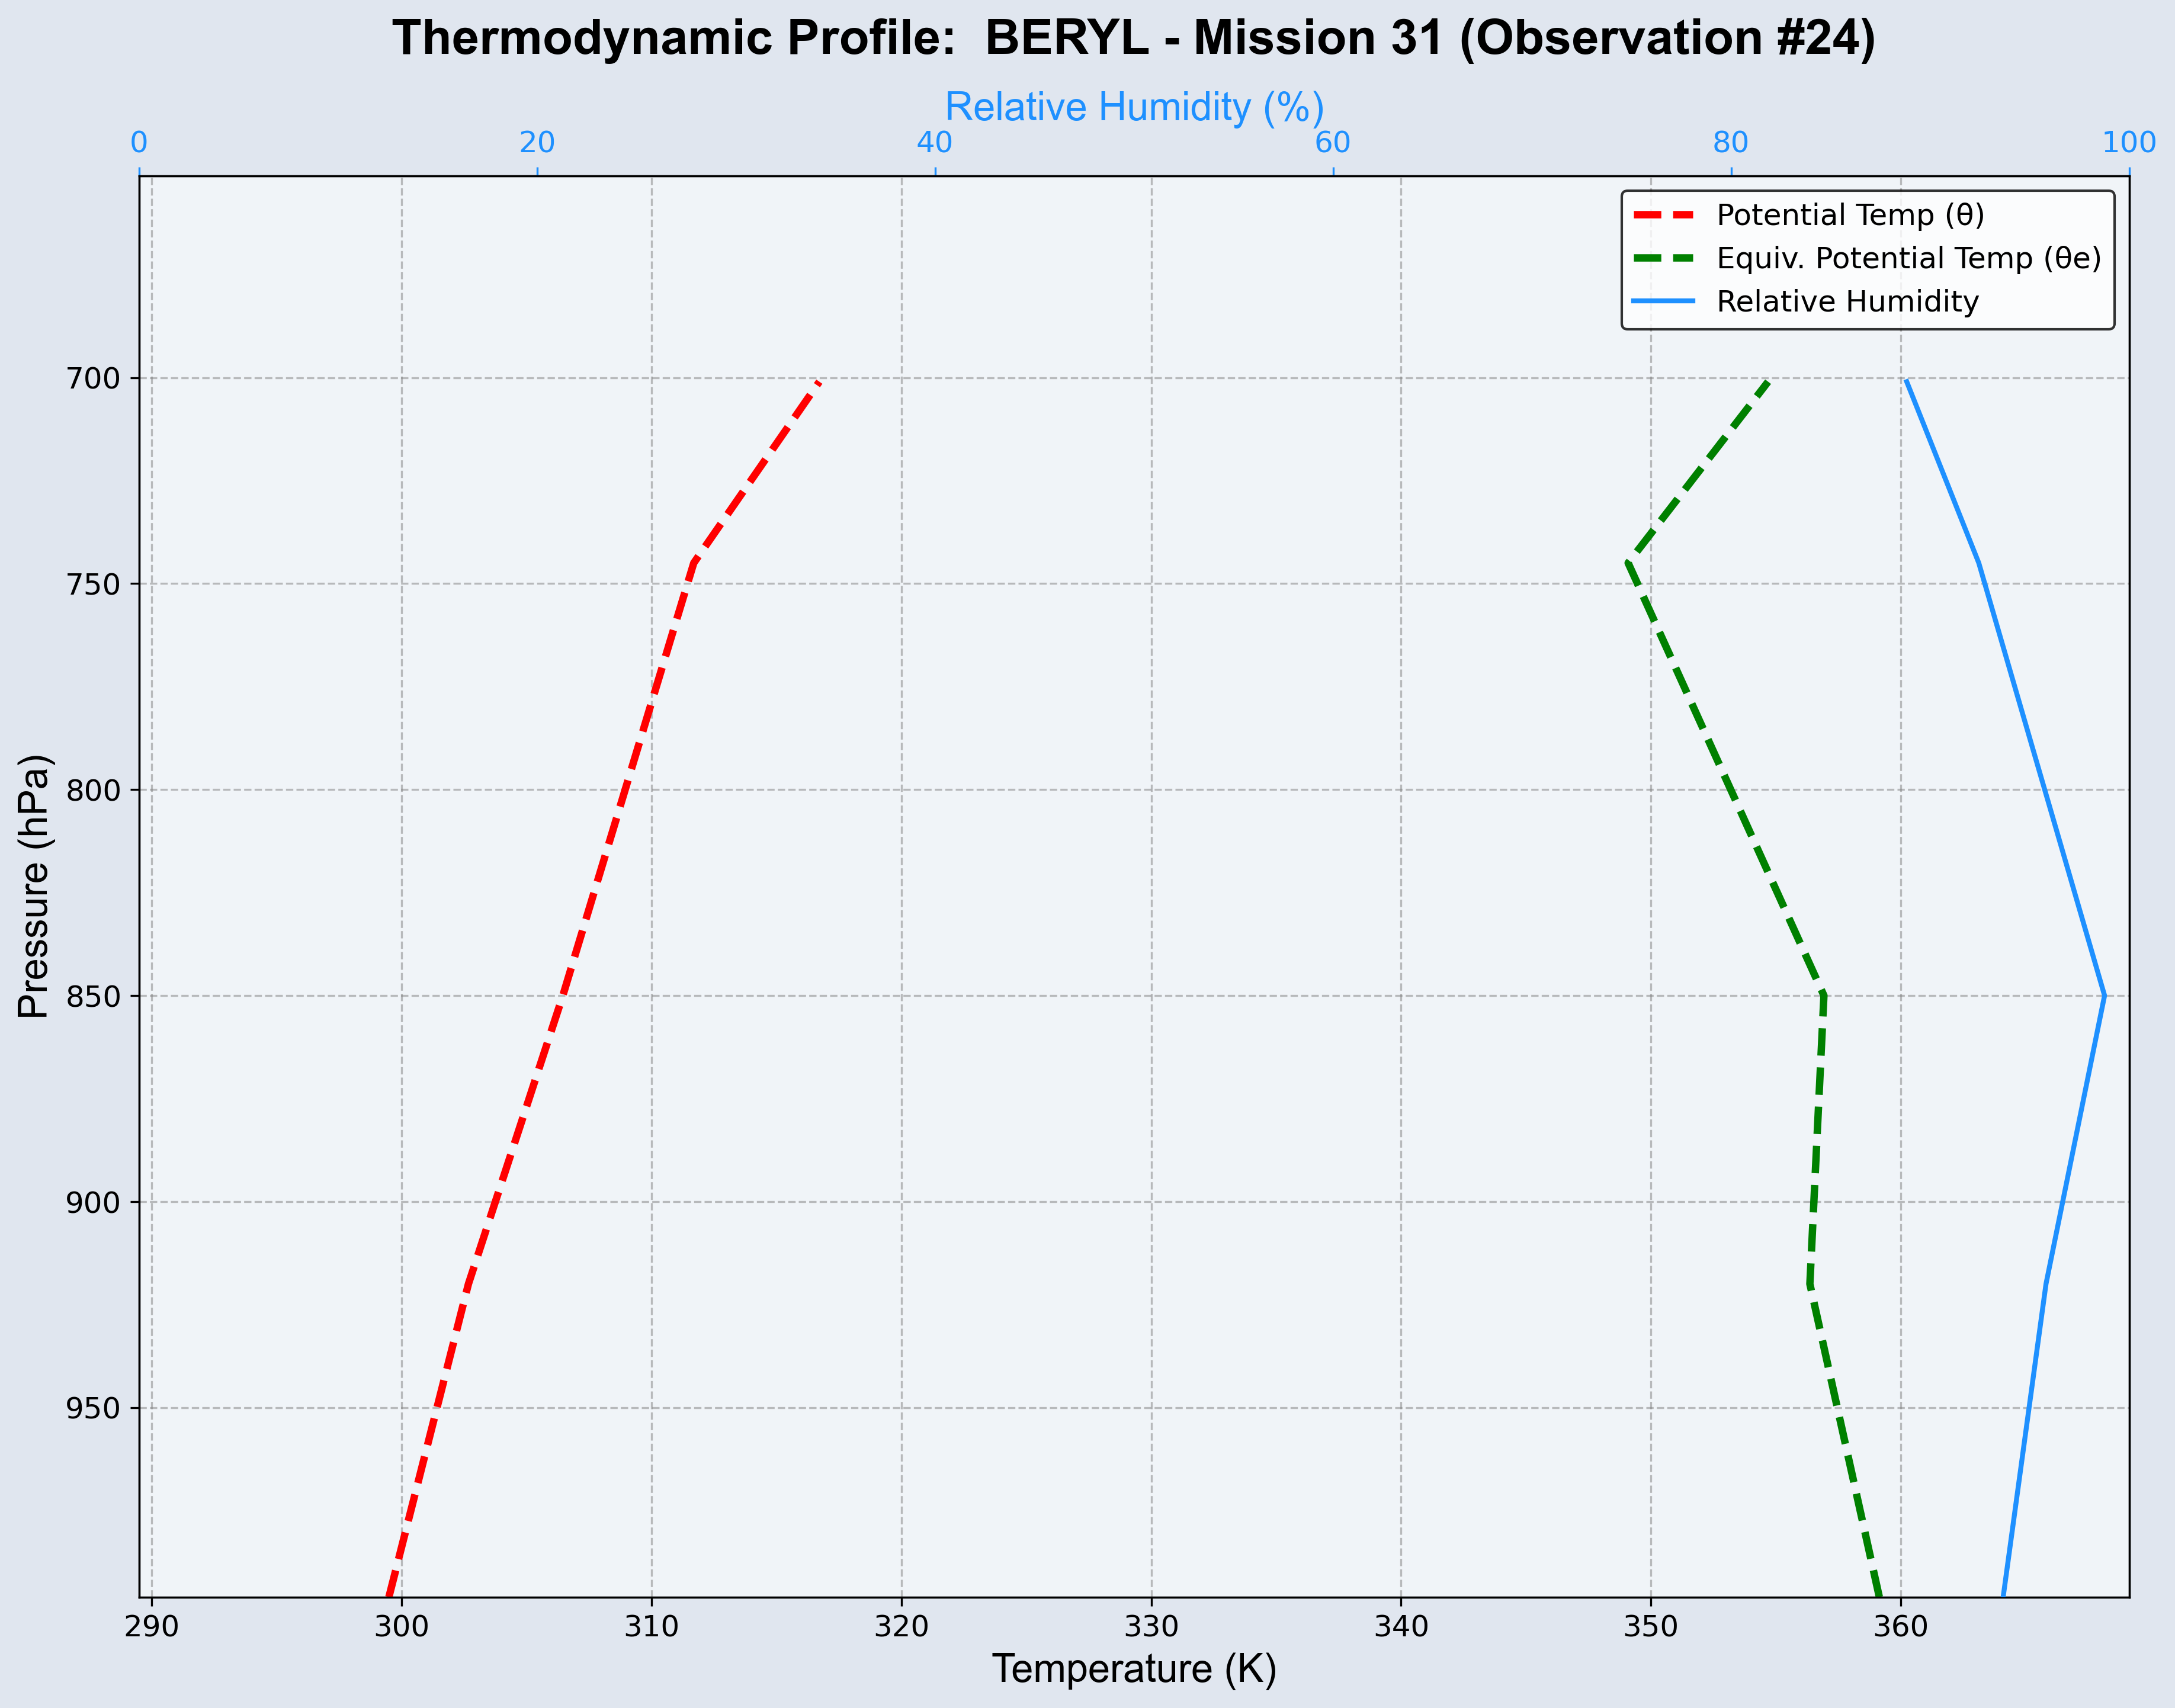 Thermodynamic Profile:  BERYL - Mission 31 (Observation #24)
Relative Humidity (%)
0 20 40 60 80 100
Potential Temp (θ)
Equiv. Potential Temp (θe)
Relative Humidity
700
750
800
850
900
950
Pressure (hPa)
290 300 310 320 330 340 350 360
Temperature (K)